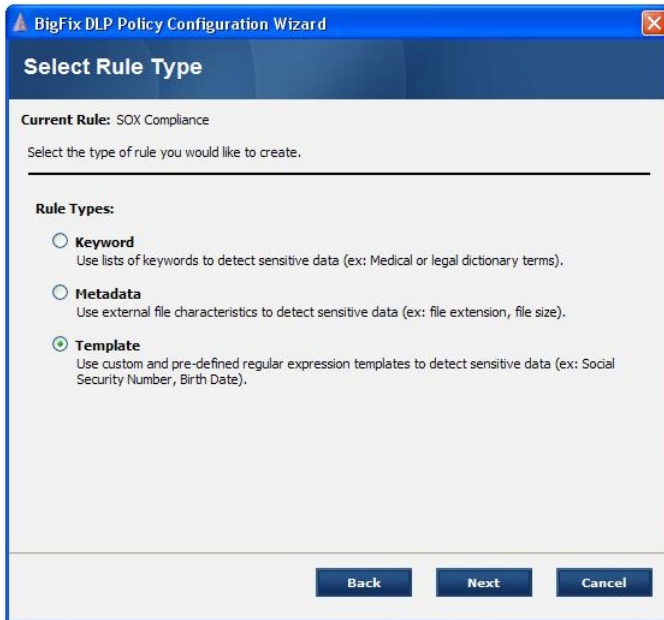 BigFix DLP Policy Configuration Wizard
Select Rule Type
Current Rule: SOX Compliance
Select the type of rule you would like to create.
Rule Types:
Keyword
Use lists of keywords to detect sensitive data (ex: Medical or legal dictionary terms).
Metadata
Use external file characteristics to detect sensitive data (ex: file extension, file size).
Template
Use custom and pre-defined regular expression templates to detect sensitive data (ex: Social
Security Number, Birth Date).
Back
Next
Cancel